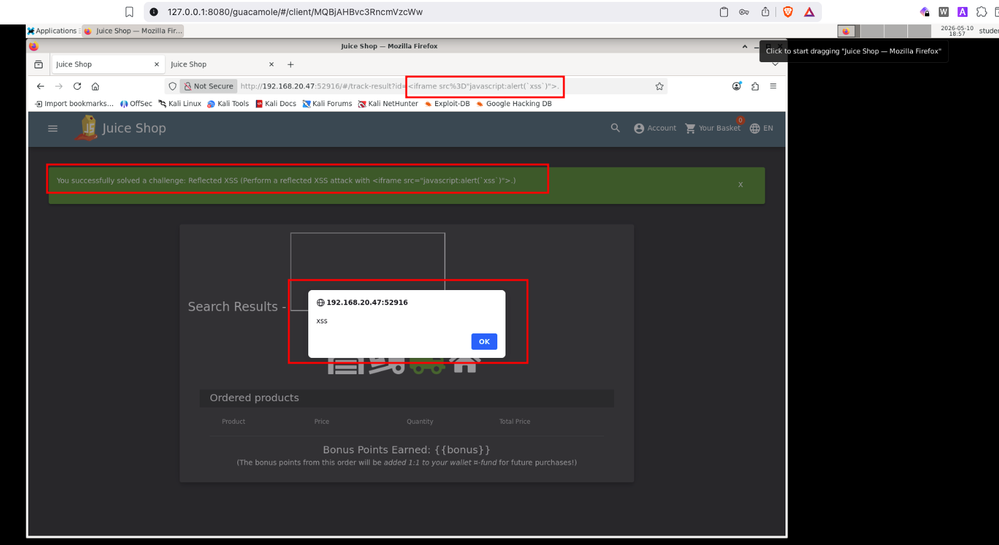 127.0.0.1:8080/guacamole/#/client/MQBjAHBvc3RncmVzcWw
W
A
Applications
Juice Shop — Mozilla Fir...
2026-05-10
18:57
Juice Shop — Mozilla Firefox
Click to start dragging "Juice Shop — Mozilla Firefox"
Juice Shop
Juice Shop
Not Secure
http://192.168.20.47:52916/#/track-result?id=<iframe src%3D"javascript:alert(`xss`)">.
Import bookmarks...
OffSec
Kali Linux
Kali Tools
Kali Docs
Kali Forums
Kali NetHunter
Exploit-DB
Google Hacking DB
JS
Juice Shop
Account
Your Basket
0
EN
You successfully solved a challenge: Reflected XSS (Perform a reflected XSS attack with <iframe src="javascript:alert(`xss`)">.)
X
Search Results -
192.168.20.47:52916
xss
OK
Ordered products
Product
Price
Quantity
Total Price
Bonus Points Earned: {{bonus}}
(The bonus points from this order will be added 1:1 to your wallet ¤-fund for future purchases!)